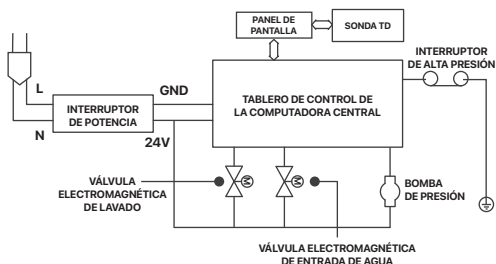 PANEL DE
PANTALLA
SONDA TD
INTERRUPTOR
DE ALTA PRESIÓN
L
GND
INTERRUPTOR
DE POTENCIA
TABLERO DE CONTROL DE
LA COMPUTADORA CENTRAL
N
24V
VÁLVULA
ELECTROMAGNÉTICA
DE LAVADO
M
M
BOMBA
DE PRESIÓN
VÁLVULA ELECTROMAGNÉTICA
DE ENTRADA DE AGUA